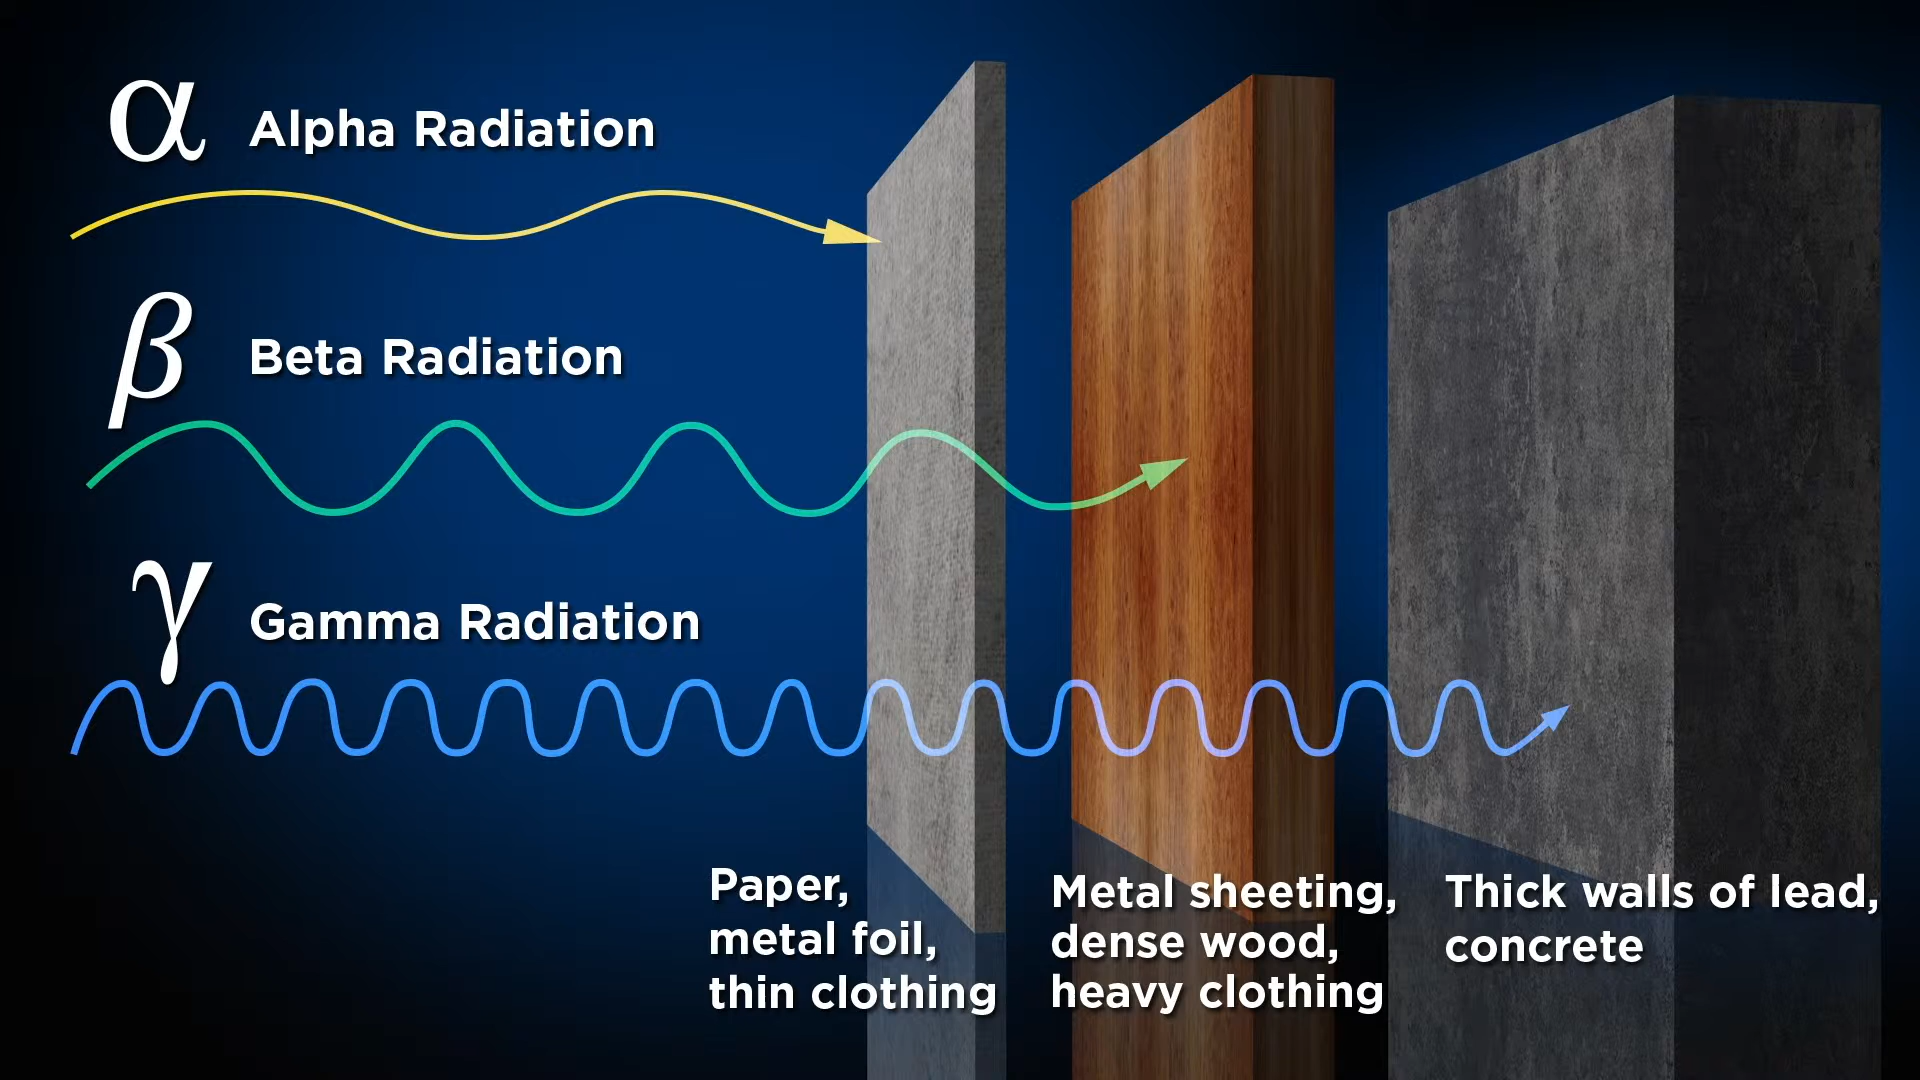 α Alpha Radiation
β Beta Radiation
γ Gamma Radiation
Paper,
metal foil,
thin clothing
Metal sheeting,
dense wood,
heavy clothing
Thick walls of lead,
concrete